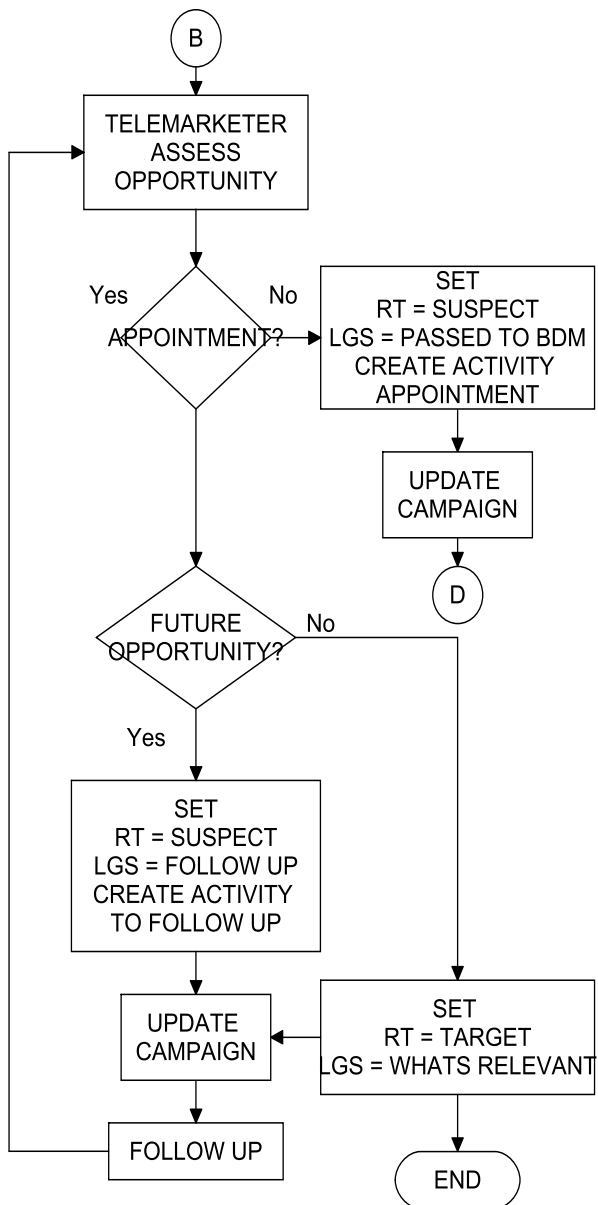 B
TELEMARKETER
ASSESS
OPPORTUNITY
Yes
No
APPOINTMENT?
SET
RT = SUSPECT
LGS = PASSED TO BDM
CREATE ACTIVITY
APPOINTMENT
UPDATE
CAMPAIGN
D
FUTURE
OPPORTUNITY?
No
Yes
SET
RT = SUSPECT
LGS = FOLLOW UP
CREATE ACTIVITY
TO FOLLOW UP
UPDATE
CAMPAIGN
SET
RT = TARGET
LGS = WHATS RELEVANT
FOLLOW UP
END